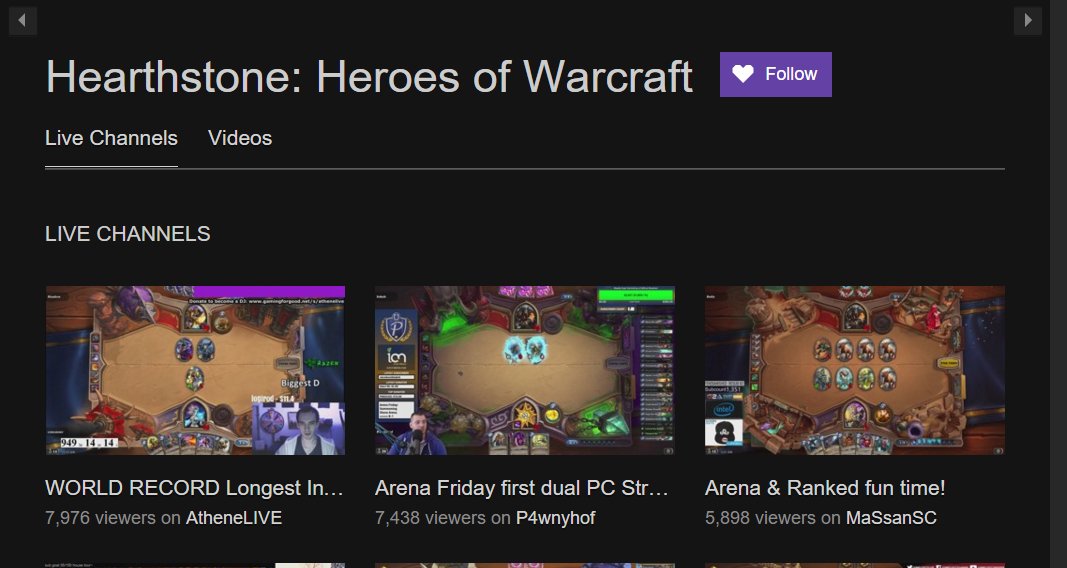 Hearthstone: Heroes of Warcraft
Follow
Live Channels
Videos
LIVE CHANNELS
Donate to become a DJ: www.gamingforgood.net/s/athenelive
RAZER
Biggest D
949 14 14
intel
WORLD RECORD Longest In...
Arena Friday first dual PC Str...
Arena & Ranked fun time!
7,976 viewers on AtheneLIVE
7,438 viewers on P4wnyhof
5,898 viewers on MaSsanSC